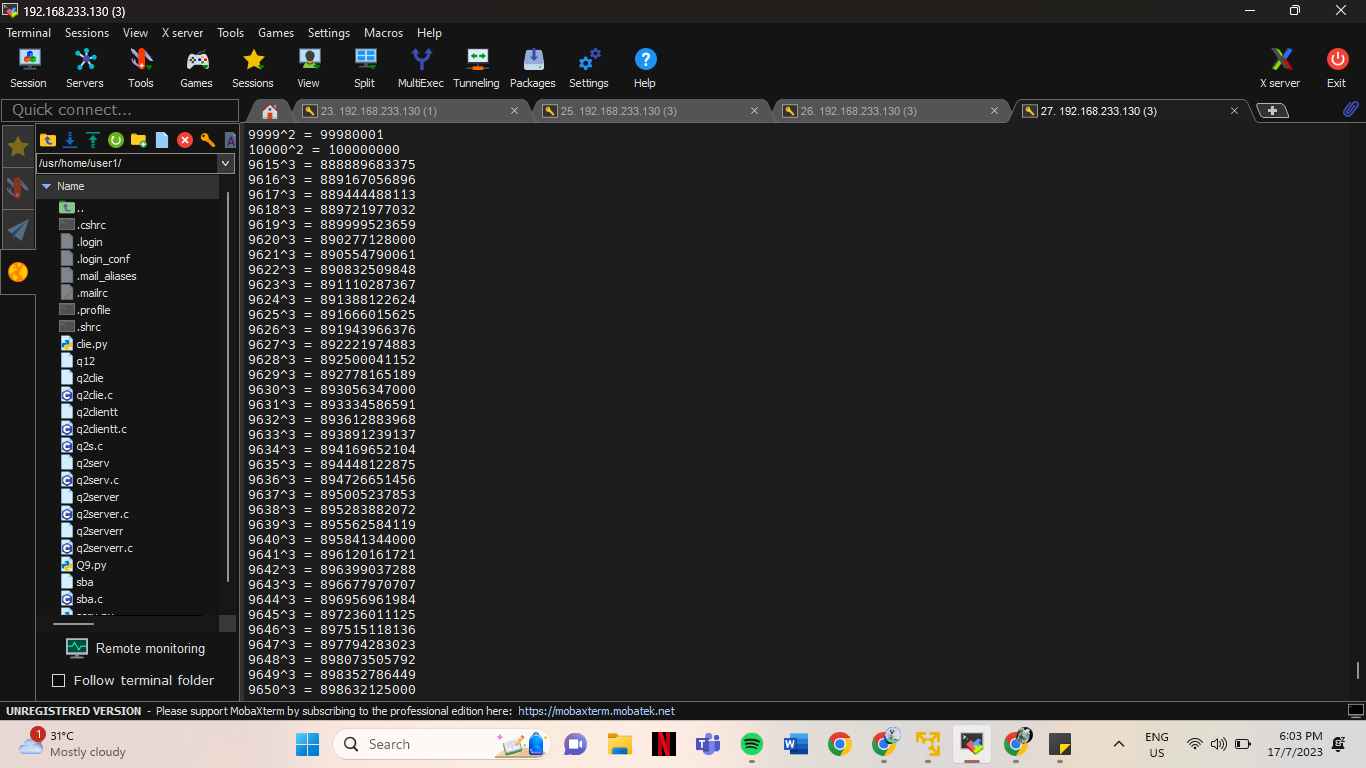 192.168.233.130 (3)
Terminal Sessions View X server Tools Games Settings Macros Help
Session Servers Tools Games Sessions View Split MultiExec Tunneling Packages Settings Help X server Exit
Quick connect...
23. 192.168.233.130 (1)
25. 192.168.233.130 (3)
26. 192.168.233.130 (3)
27. 192.168.233.130 (3)
/usr/home/user1/
Name
..
.cshrc
.login
.login_conf
.mail_aliases
.mailrc
.profile
.shrc
clie.py
q12
q2clie
q2clie.c
q2clientt
q2clientt.c
q2s.c
q2serv
q2serv.c
q2server
q2server.c
q2serverr
q2serverr.c
Q9.py
sba
sba.c
Remote monitoring
Follow terminal folder
9999^2 = 99980001
10000^2 = 100000000
9615^3 = 888889683375
9616^3 = 889167056896
9617^3 = 889444488113
9618^3 = 889721977032
9619^3 = 889999523659
9620^3 = 890277128000
9621^3 = 890554790061
9622^3 = 890832509848
9623^3 = 891110287367
9624^3 = 891388122624
9625^3 = 891666015625
9626^3 = 891943966376
9627^3 = 892221974883
9628^3 = 892500041152
9629^3 = 892778165189
9630^3 = 893056347000
9631^3 = 893334586591
9632^3 = 893612883968
9633^3 = 893891239137
9634^3 = 894169652104
9635^3 = 894448122875
9636^3 = 894726651456
9637^3 = 895005237853
9638^3 = 895283882072
9639^3 = 895562584119
9640^3 = 895841344000
9641^3 = 896120161721
9642^3 = 896399037288
9643^3 = 896677970707
9644^3 = 896956961984
9645^3 = 897236011125
9646^3 = 897515118136
9647^3 = 897794283023
9648^3 = 898073505792
9649^3 = 898352786449
9650^3 = 898632125000
UNREGISTERED VERSION - Please support MobaXterm by subscribing to the professional edition here: https://mobaxterm.mobatek.net
1
31°C
Mostly cloudy
Search
ENG
US
6:03 PM
17/7/2023